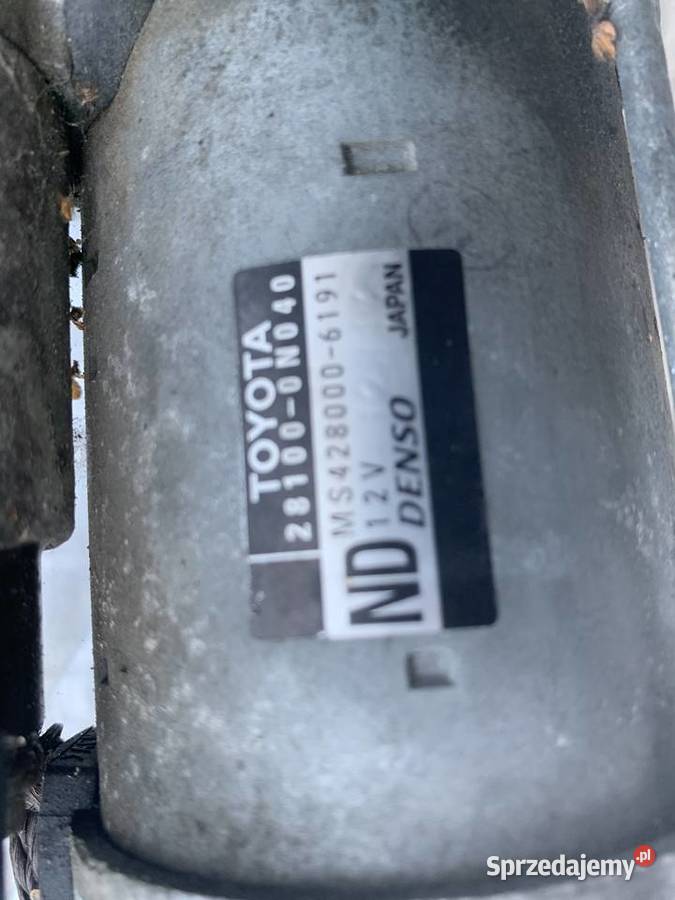 TOYOTA
28100-0N040
MS428000-6191
12V
JAPAN
ND
DENSO
Sprzedajemy.pl